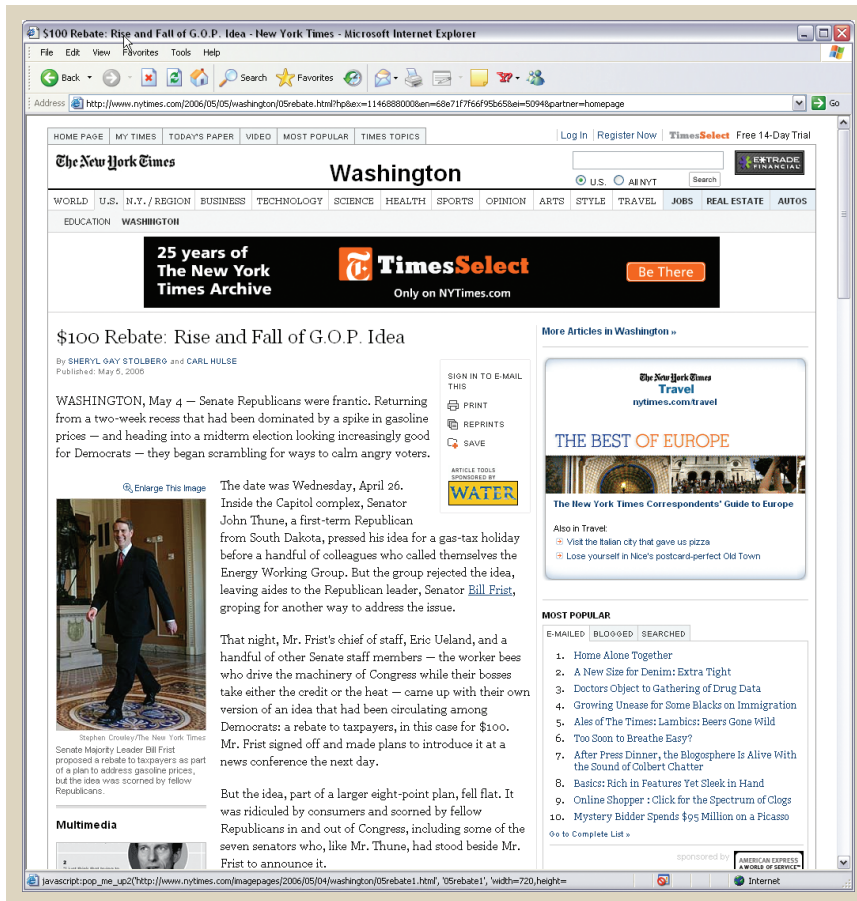 $100 Rebate: Rise and Fall of G.O.P. Idea - New York Times - Microsoft Internet Explorer
File Edit View Favorites Tools Help
Back Search Favorites
Address http://www.nytimes.com/2006/05/05/washington/05rebate.html?hp&ex=1146888000&en=68e71f7f66f95b65&ei=5094&partner=homepage Go
HOME PAGE MY TIMES TODAY'S PAPER VIDEO MOST POPULAR TIMES TOPICS
Log In Register Now TimesSelect Free 14-Day Trial
The New York Times
Washington
U.S. All NYT Search
E*TRADE
FINANCIAL
WORLD U.S. N.Y. / REGION BUSINESS TECHNOLOGY SCIENCE HEALTH SPORTS OPINION ARTS STYLE TRAVEL JOBS REAL ESTATE AUTOS
EDUCATION WASHINGTON
25 years of
The New York
Times Archive
T TimesSelect
Only on NYTimes.com
Be There
$100 Rebate: Rise and Fall of G.O.P. Idea
By SHERYL GAY STOLBERG and CARL HULSE
Published: May 5, 2006
WASHINGTON, May 4 — Senate Republicans were frantic. Returning
from a two-week recess that had been dominated by a spike in gasoline
prices — and heading into a midterm election looking increasingly good
for Democrats — they began scrambling for ways to calm angry voters.
SIGN IN TO E-MAIL
THIS
PRINT
REPRINTS
SAVE
ARTICLE TOOLS
SPONSORED BY
WATER
Enlarge This Image
Stephen Crowley/The New York Times
Senate Majority Leader Bill Frist
proposed a rebate to taxpayers as part
of a plan to address gasoline prices,
but the idea was scorned by fellow
Republicans.
Multimedia
The date was Wednesday, April 26.
Inside the Capitol complex, Senator
John Thune, a first-term Republican
from South Dakota, pressed his idea for a gas-tax holiday
before a handful of colleagues who called themselves the
Energy Working Group. But the group rejected the idea,
leaving aides to the Republican leader, Senator Bill Frist,
groping for another way to address the issue.
That night, Mr. Frist's chief of staff, Eric Ueland, and a
handful of other Senate staff members — the worker bees
who drive the machinery of Congress while their bosses
take either the credit or the heat — came up with their own
version of an idea that had been circulating among
Democrats: a rebate to taxpayers, in this case for $100.
Mr. Frist signed off and made plans to introduce it at a
news conference the next day.
But the idea, part of a larger eight-point plan, fell flat. It
was ridiculed by consumers and scorned by fellow
Republicans in and out of Congress, including some of the
seven senators who, like Mr. Thune, had stood beside Mr.
Frist to announce it.
More Articles in Washington »
The New York Times
Travel
nytimes.com/travel
THE BEST OF EUROPE
The New York Times Correspondents' Guide to Europe
Also in Travel:
Visit the Italian city that gave us pizza
Lose yourself in Nice's postcard-perfect Old Town
MOST POPULAR
E-MAILED BLOGGED SEARCHED
1. Home Alone Together
2. A New Size for Denim: Extra Tight
3. Doctors Object to Gathering of Drug Data
4. Growing Unease for Some Blacks on Immigration
5. Ales of The Times: Lambics: Beers Gone Wild
6. Too Soon to Breathe Easy?
7. After Press Dinner, the Blogosphere Is Alive With
the Sound of Colbert Chatter
8. Basics: Rich in Features Yet Sleek in Hand
9. Online Shopper : Click for the Spectrum of Clogs
10. Mystery Bidder Spends $95 Million on a Picasso
Go to Complete List »
sponsored by
AMERICAN EXPRESS
A WORLD OF SERVICE
javascript:pop_me_up2('http://www.nytimes.com/imagepages/2006/05/04/washington/05rebate1.html', '05rebate1', 'width=720,height=
Internet